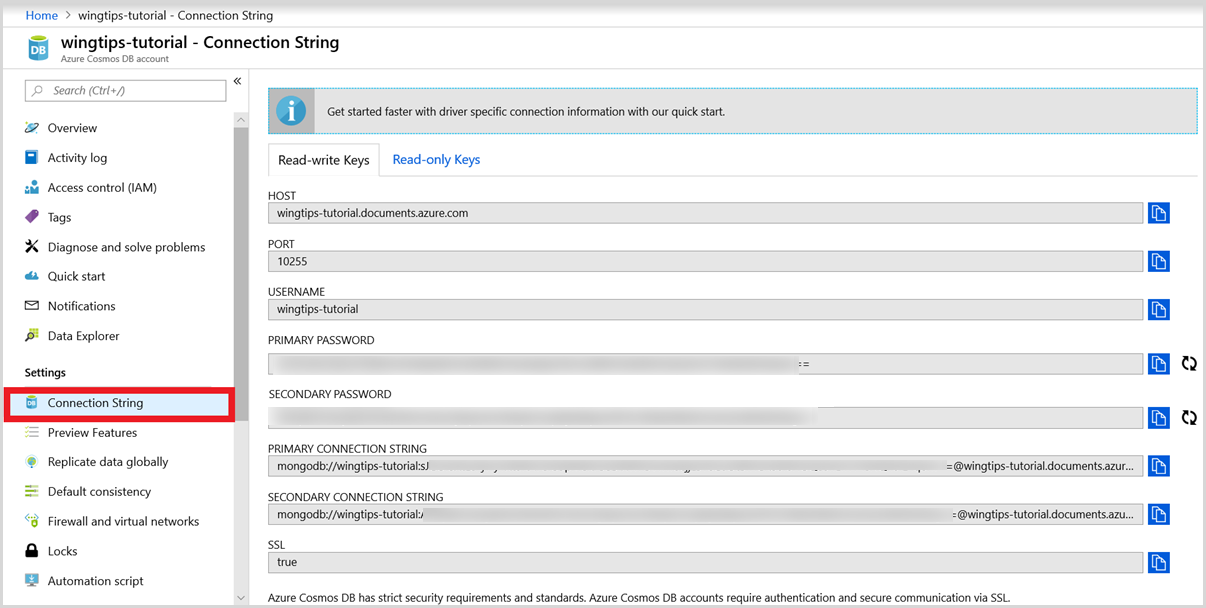 Home > wingtips-tutorial - Connection String
wingtips-tutorial - Connection String
Azure Cosmos DB account
Search (Ctrl+/)
«
Overview
Activity log
Access control (IAM)
Tags
Diagnose and solve problems
Quick start
Notifications
Data Explorer
Settings
Connection String
Preview Features
Replicate data globally
Default consistency
Firewall and virtual networks
Locks
Automation script
Get started faster with driver specific connection information with our quick start.
Read-write Keys Read-only Keys
HOST
wingtips-tutorial.documents.azure.com
PORT
10255
USERNAME
wingtips-tutorial
PRIMARY PASSWORD
==
SECONDARY PASSWORD
PRIMARY CONNECTION STRING
mongodb://wingtips-tutorial:sJ =@wingtips-tutorial.documents.azur...
SECONDARY CONNECTION STRING
mongodb://wingtips-tutorial: =@wingtips-tutorial.documents.azu...
SSL
true
Azure Cosmos DB has strict security requirements and standards. Azure Cosmos DB accounts require authentication and secure communication via SSL.